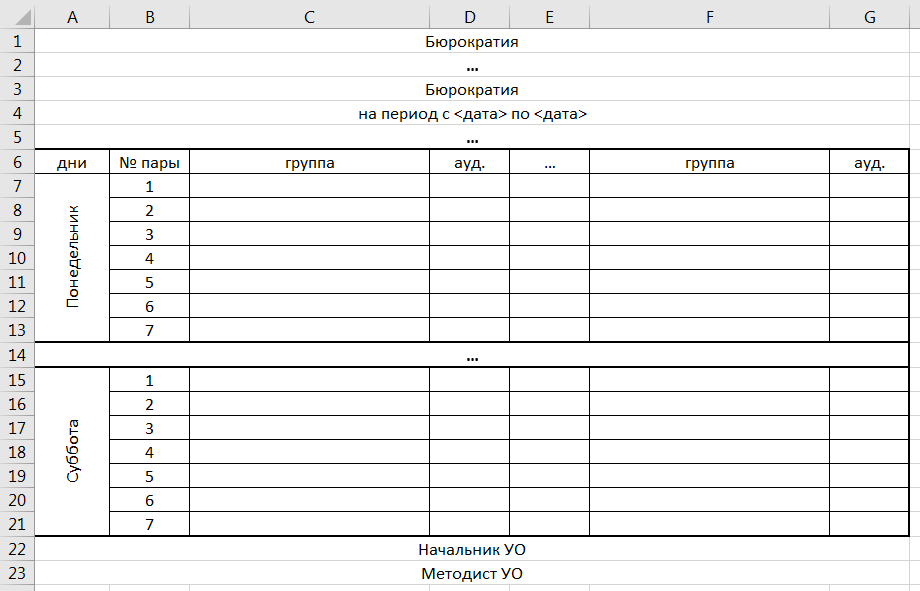 A B C D E F G
1 Бюрократия
2 ...
3 Бюрократия
4 на период с <дата> по <дата>
5 ...
6 дни № пары группа ауд. ... группа ауд.
Понедельник
7 1
8 2
9 3
10 4
11 5
12 6
13 7
14 ...
Суббота
15 1
16 2
17 3
18 4
19 5
20 6
21 7
22 Начальник УО
23 Методист УО